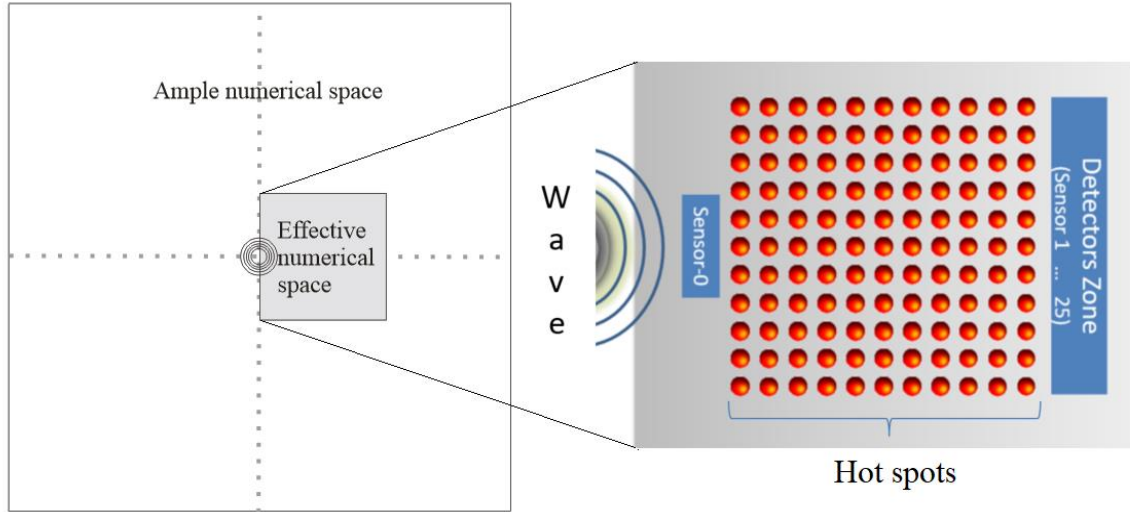 Ample numerical space
Effective
numerical
space
W
a
v
e
Sensor-0
Detectors Zone
(Sensor 1 ... 25)
Hot spots